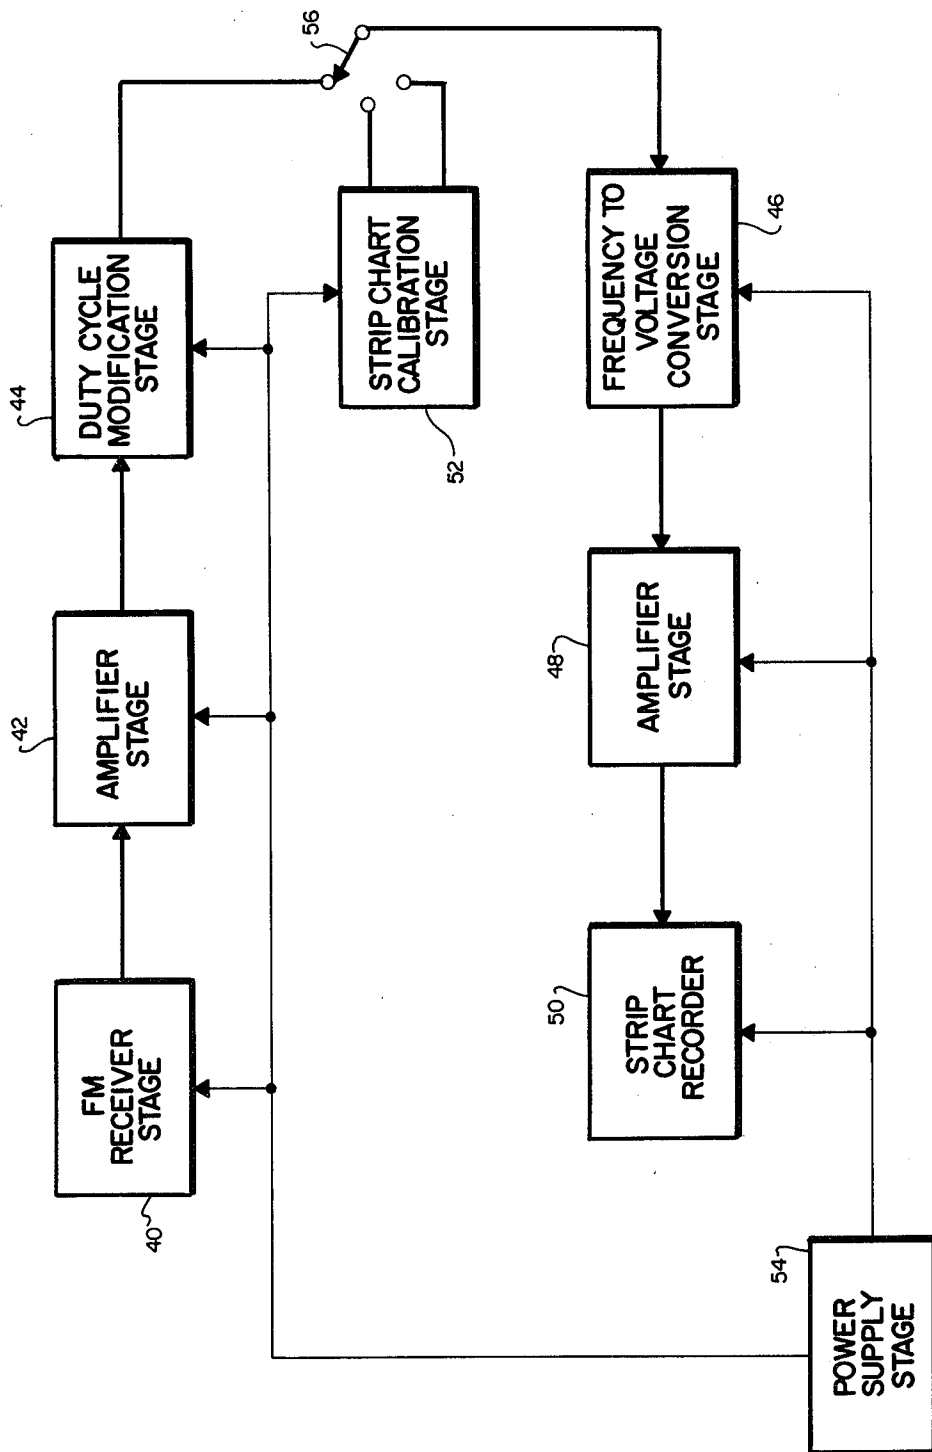 40
FM
RECEIVER
STAGE
42
AMPLIFIER
STAGE
44
DUTY CYCLE
MODIFICATION
STAGE
56
52
STRIP CHART
CALIBRATION
STAGE
50
STRIP
CHART
RECORDER
48
AMPLIFIER
STAGE
46
FREQUENCY TO
VOLTAGE
CONVERSION
STAGE
54
POWER
SUPPLY
STAGE